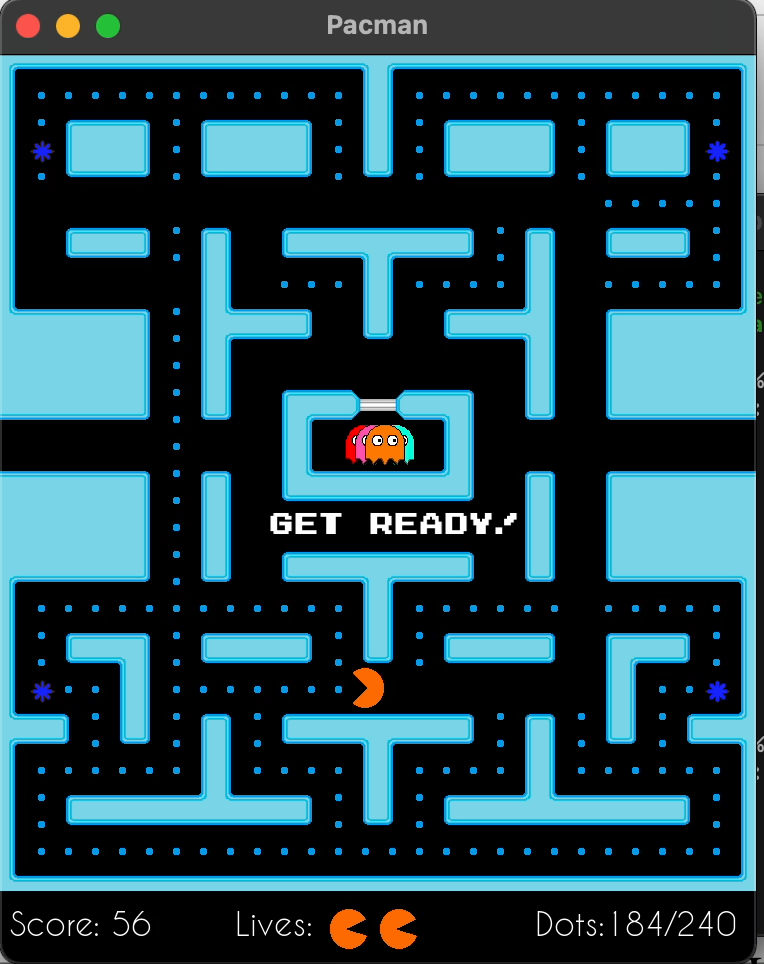 Pacman
GET READY!
Score: 56 Lives: Dots:184/240